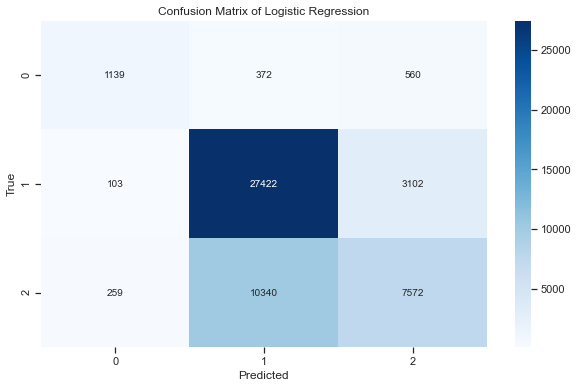 Confusion Matrix of Logistic Regression
0 1139 372 560
1 103 27422 3102
2 259 10340 7572
0 1 2
Predicted
True
25000
20000
15000
10000
5000